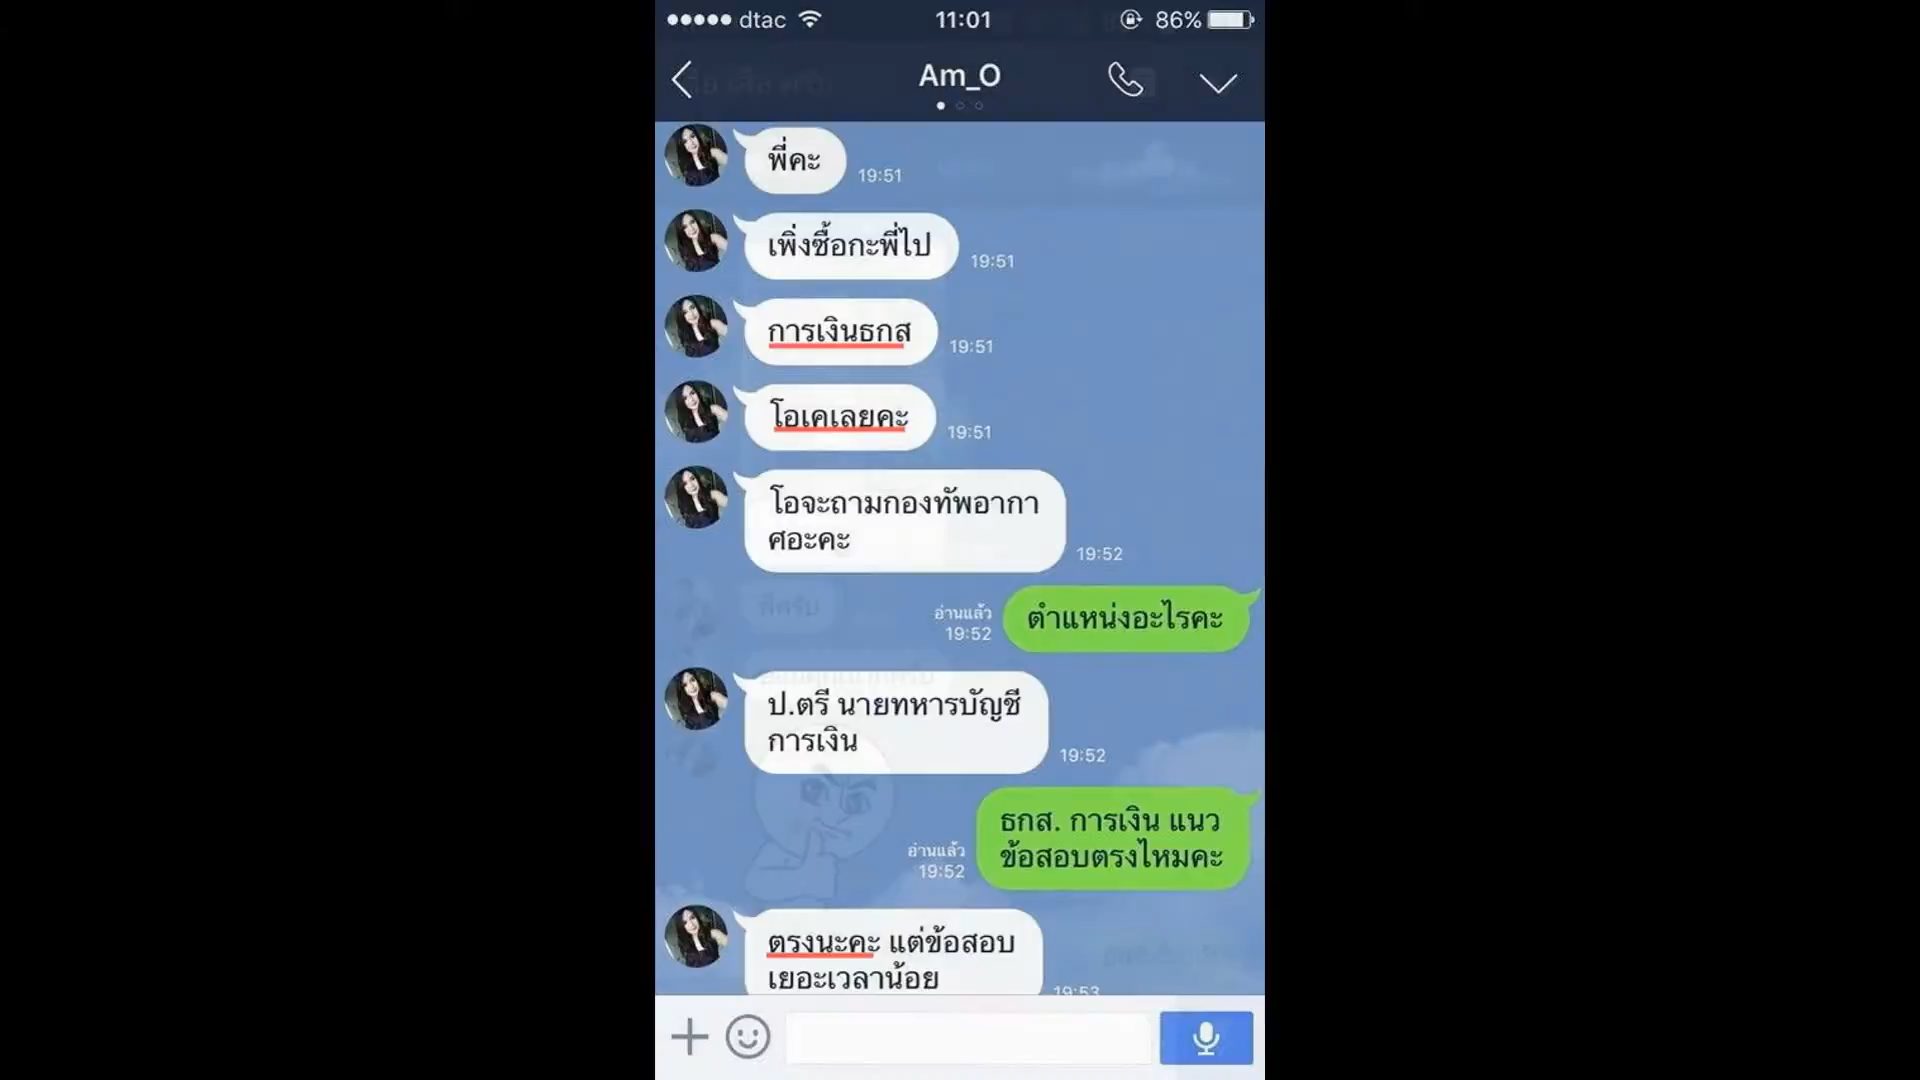 dtac
11:01
86%
Am_O
พี่คะ
19:51
เพิ่งซื้อกะพี่ไป
19:51
การเงินธกส
19:51
โอเคเลยคะ
19:51
โอจะถามกองทัพอากา
ศอะคะ
19:52
อ่านแล้ว
19:52
ตำแหน่งอะไรคะ
ป.ตรี นายทหารบัญชี
การเงิน
19:52
ธกส. การเงิน แนว
ข้อสอบตรงไหมคะ
อ่านแล้ว
19:52
ตรงนะคะ แต่ข้อสอบ
เยอะเวลาน้อย
19:53